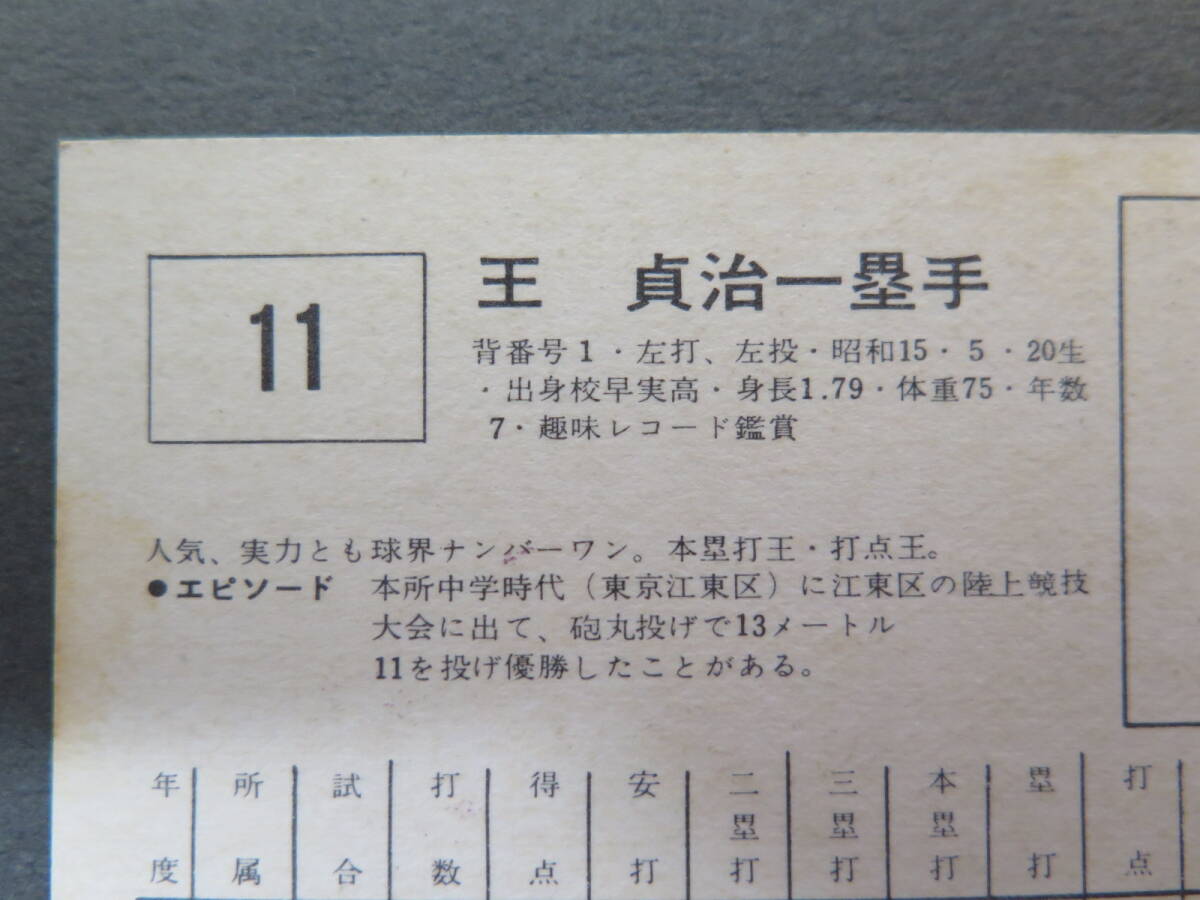 11
王　貞治一塁手
背番号1・左打、左投・昭和15・5・20生
・出身校早実高・身長1.79・体重75・年数
7・趣味レコード鑑賞
人気、実力とも球界ナンバーワン。本塁打王・打点王。
●エピソード　本所中学時代（東京江東区）に江東区の陸上競技
大会に出て、砲丸投げで13メートル
11を投げ優勝したことがある。
年度　所属　試合　打数　得点　安打　二塁打　三塁打　本塁打　塁打　打点